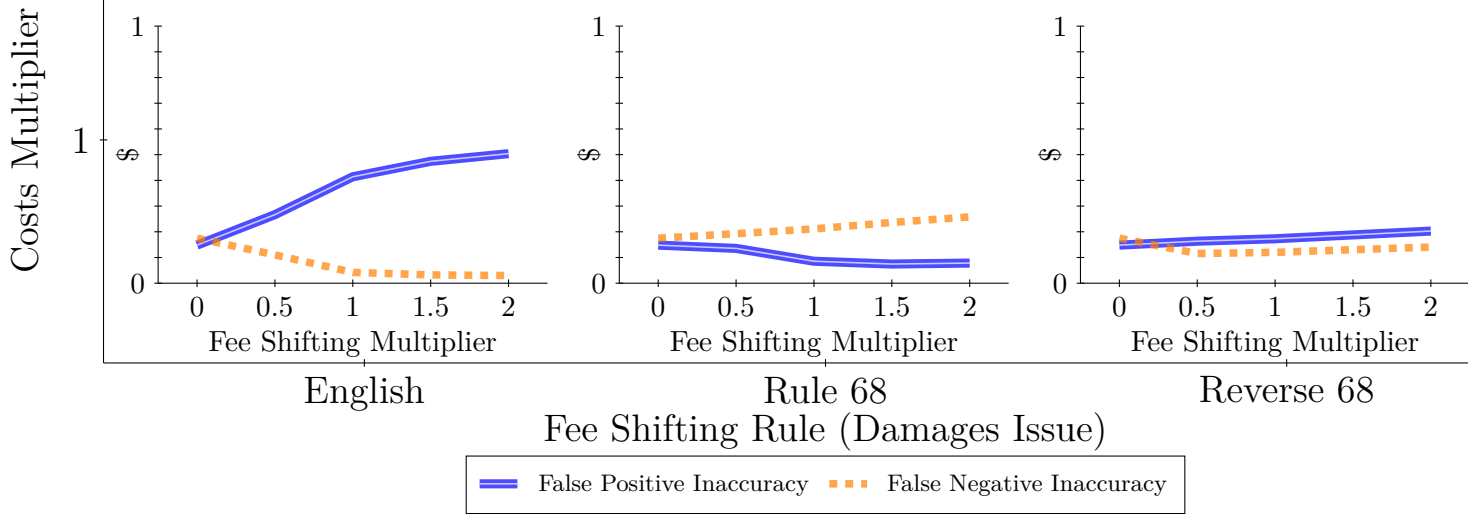 Costs Multiplier
1
1
$
0
0 0.5 1 1.5 2
Fee Shifting Multiplier
English
1
$
0
0 0.5 1 1.5 2
Fee Shifting Multiplier
Rule 68
1
$
0
0 0.5 1 1.5 2
Fee Shifting Multiplier
Reverse 68
Fee Shifting Rule (Damages Issue)
False Positive Inaccuracy
False Negative Inaccuracy